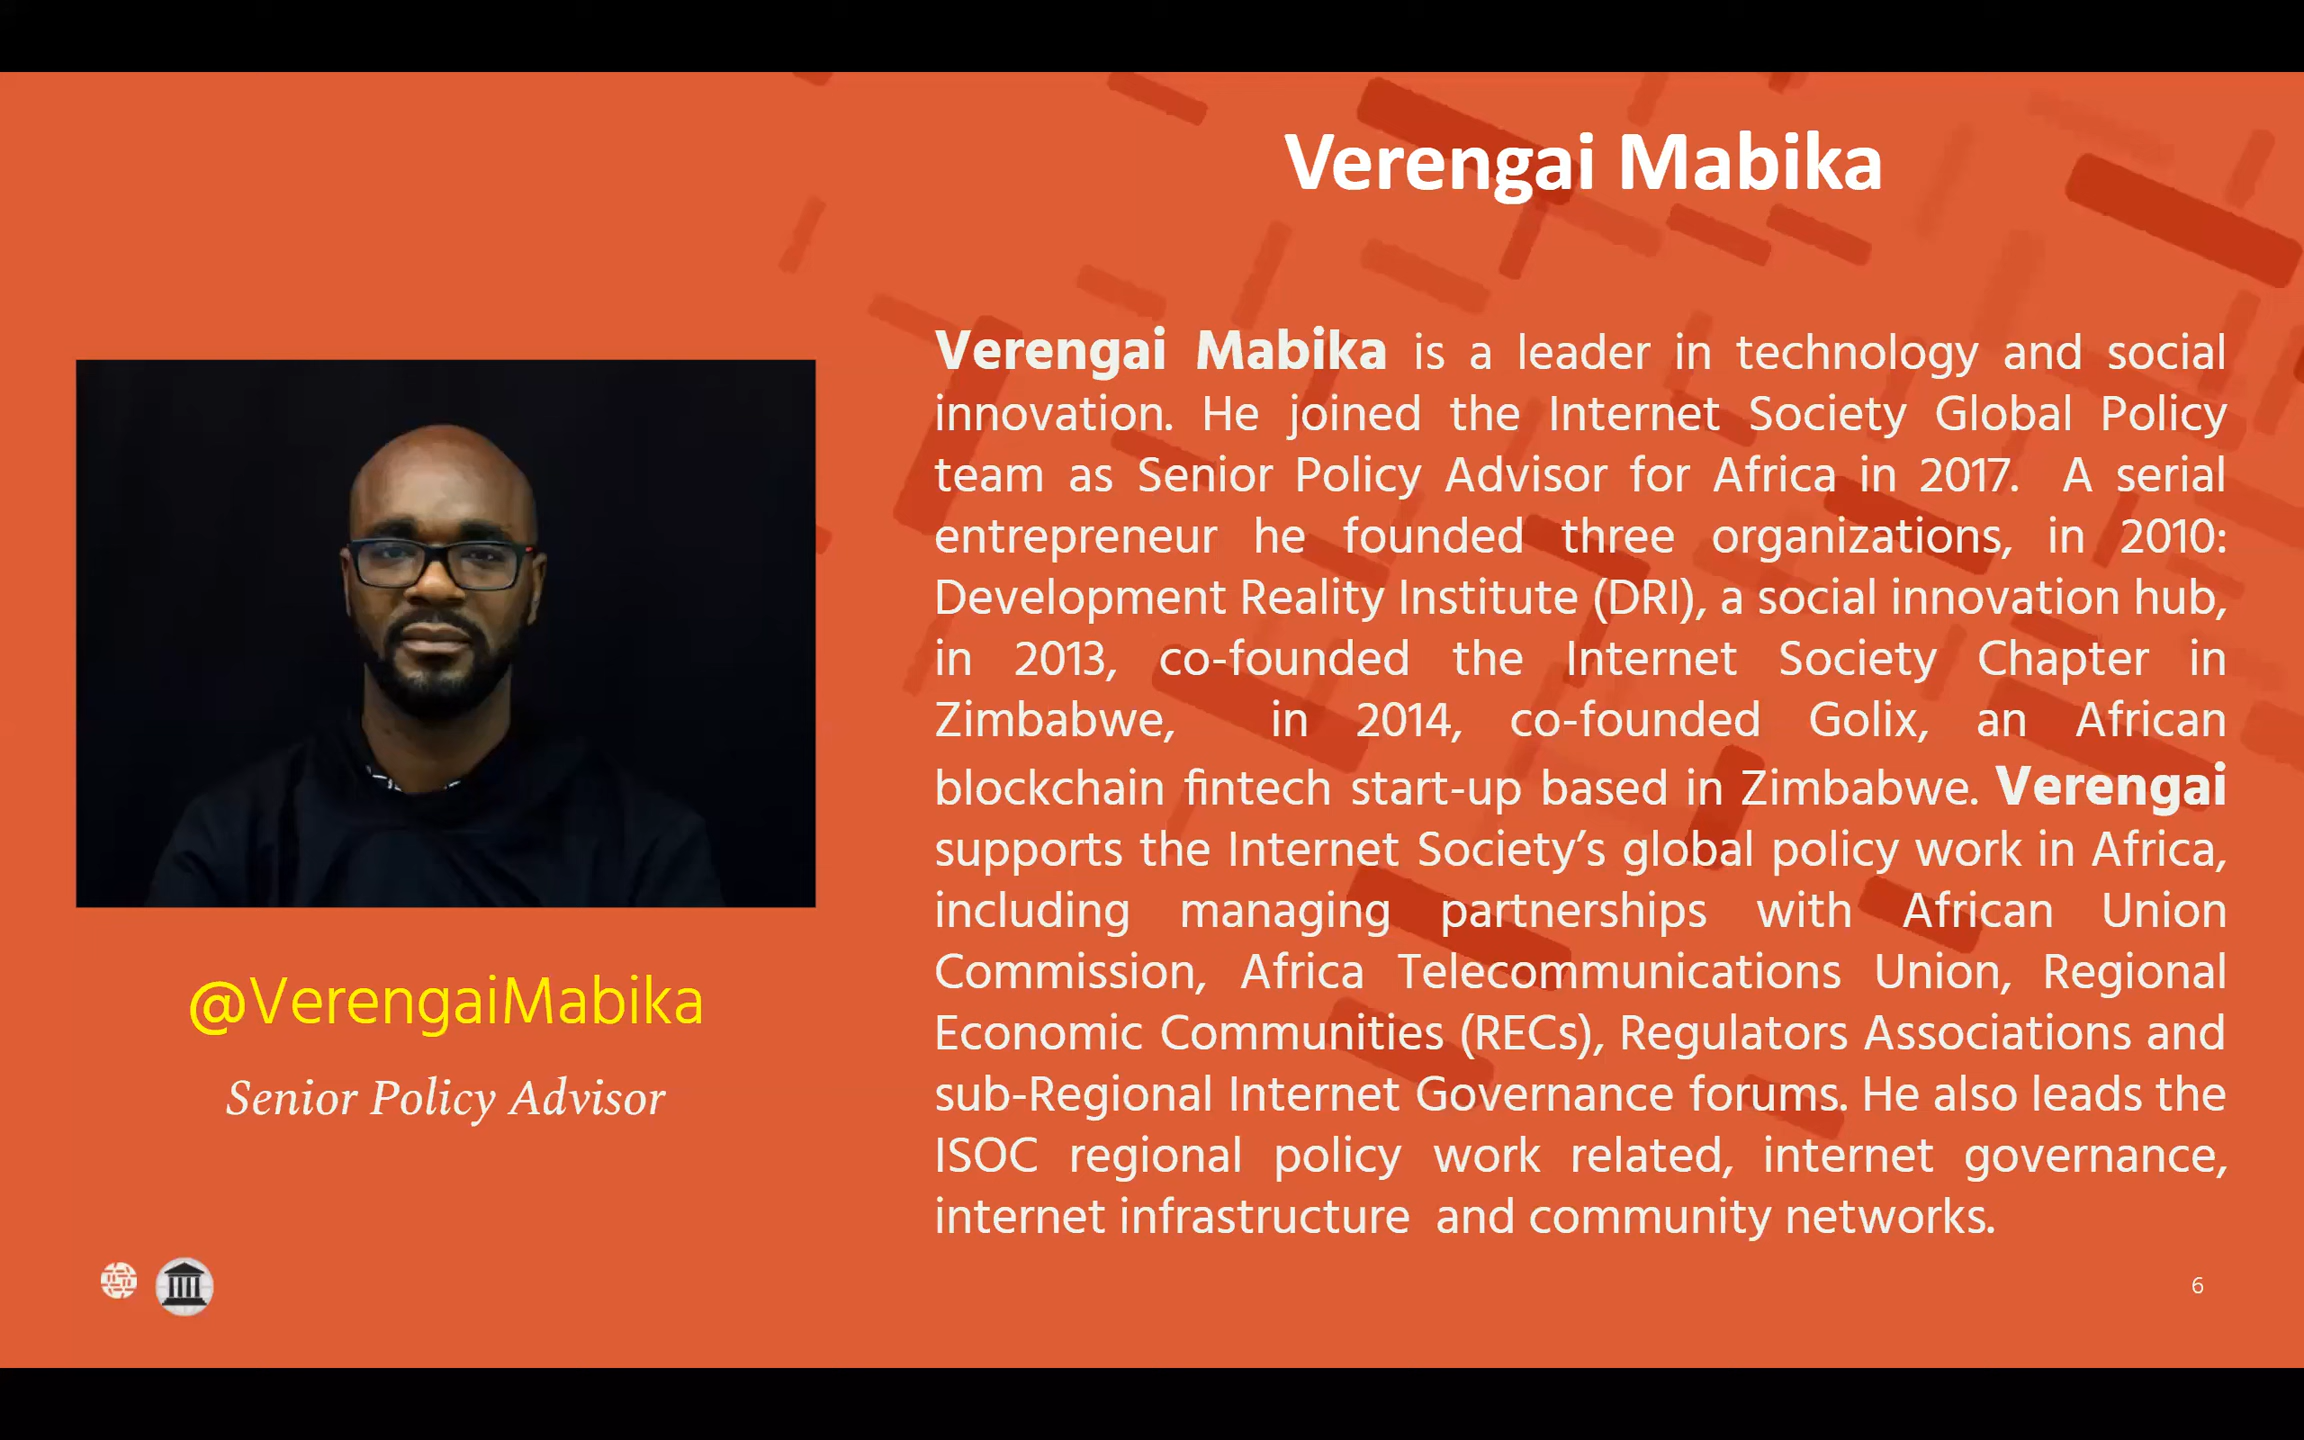 Verengai Mabika
Verengai Mabika is a leader in technology and social
innovation. He joined the Internet Society Global Policy
team as Senior Policy Advisor for Africa in 2017. A serial
entrepreneur he founded three organizations, in 2010:
Development Reality Institute (DRI), a social innovation hub,
in 2013, co-founded the Internet Society Chapter in
Zimbabwe, in 2014, co-founded Golix, an African
blockchain fintech start-up based in Zimbabwe. Verengai
supports the Internet Society’s global policy work in Africa,
including managing partnerships with African Union
Commission, Africa Telecommunications Union, Regional
Economic Communities (RECs), Regulators Associations and
sub-Regional Internet Governance forums. He also leads the
ISOC regional policy work related, internet governance,
internet infrastructure and community networks.
@VerengaiMabika
Senior Policy Advisor
6